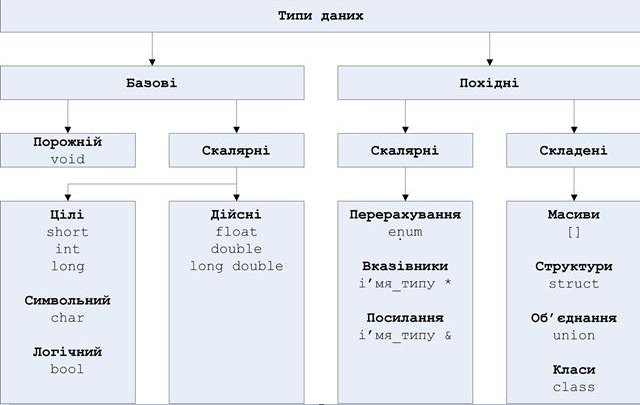 Типи даних
Базові
Похідні
Порожній
void
Скалярні
Скалярні
Складені
Цілі
short
int
long
Символьний
char
Логічний
bool
Дійсні
float
double
long double
Перерахування
enum
Вказівники
і’мя_типу *
Посилання
і’мя_типу &
Масиви
[]
Структури
struct
Об’єднання
union
Класи
class